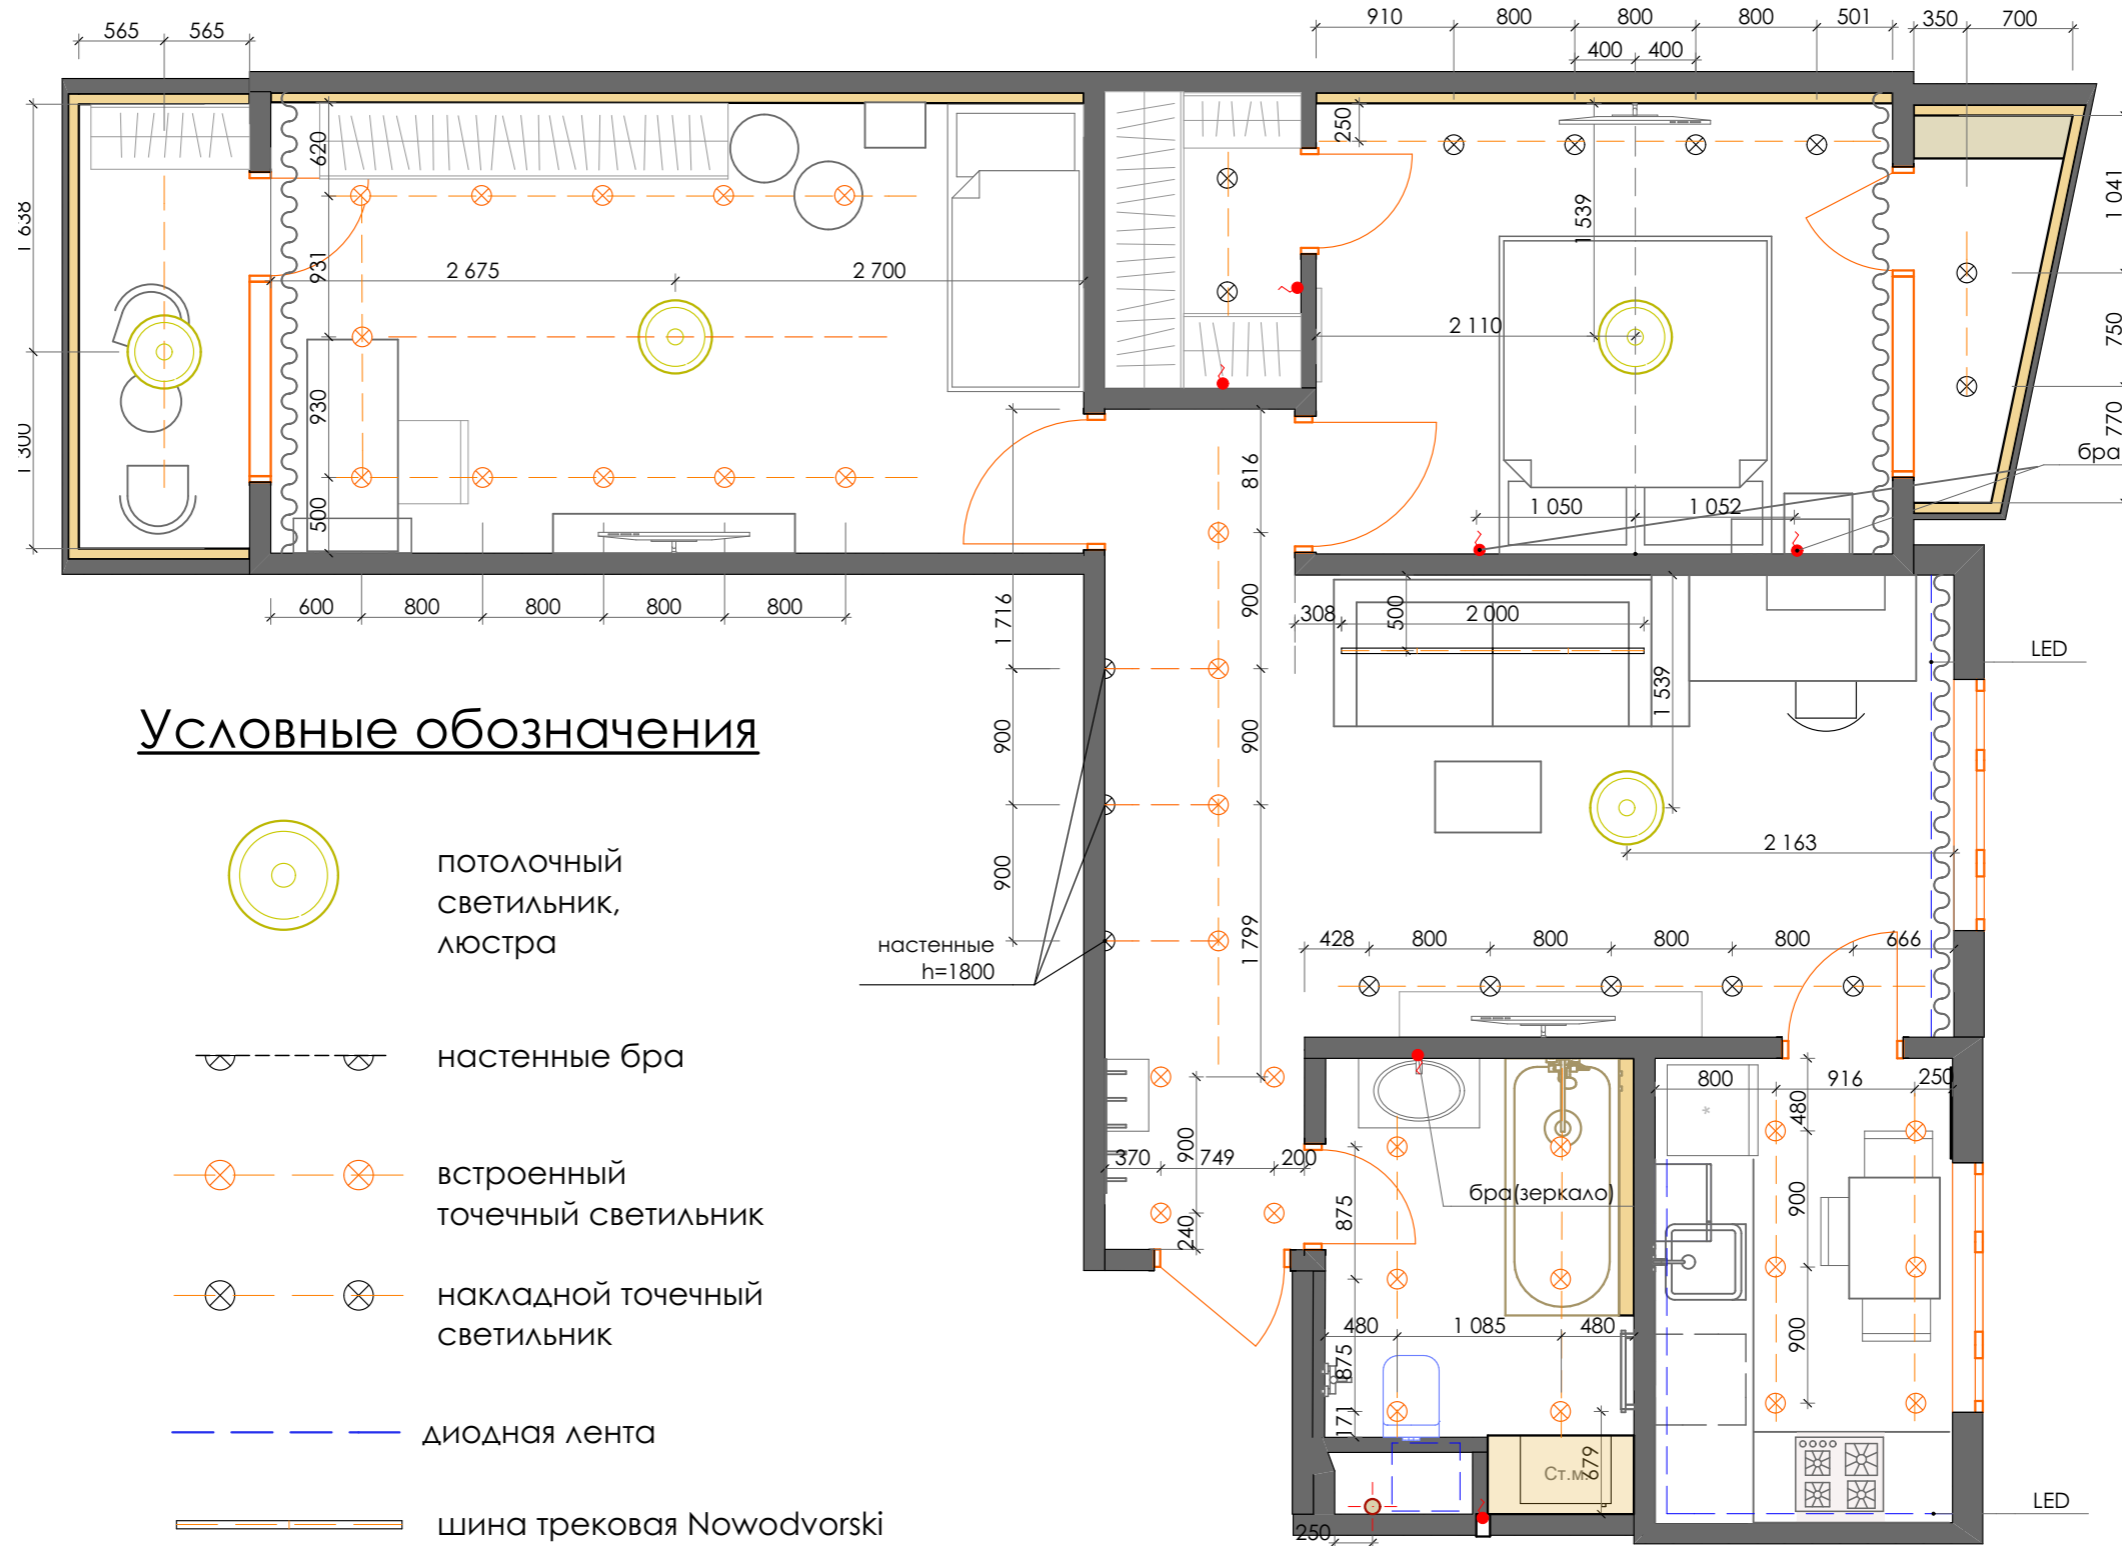 565 565
910 800 800 800 501 350 700
400 400
1 638
1 300
620
931
930
500
2 675 2 700
250
1 539
2 110
1 041
750
770
бра
1 050 1 052
816
900
900
1 799
600 800 800 800 800
1 716
900
900
308 500 2 000
1 539
LED
2 163
настенные
h=1800
428 800 800 800 800 666
Условные обозначения
потолочный
светильник,
люстра
настенные бра
встроенный
точечный светильник
накладной точечный
светильник
диодная лента
шина трековая Nowodvorski
370 749 200
900
240
875
875
171
бра(зеркало)
480 1 085 480
679
Ст.м.
250
800 916 250
480
900
900
*
LED